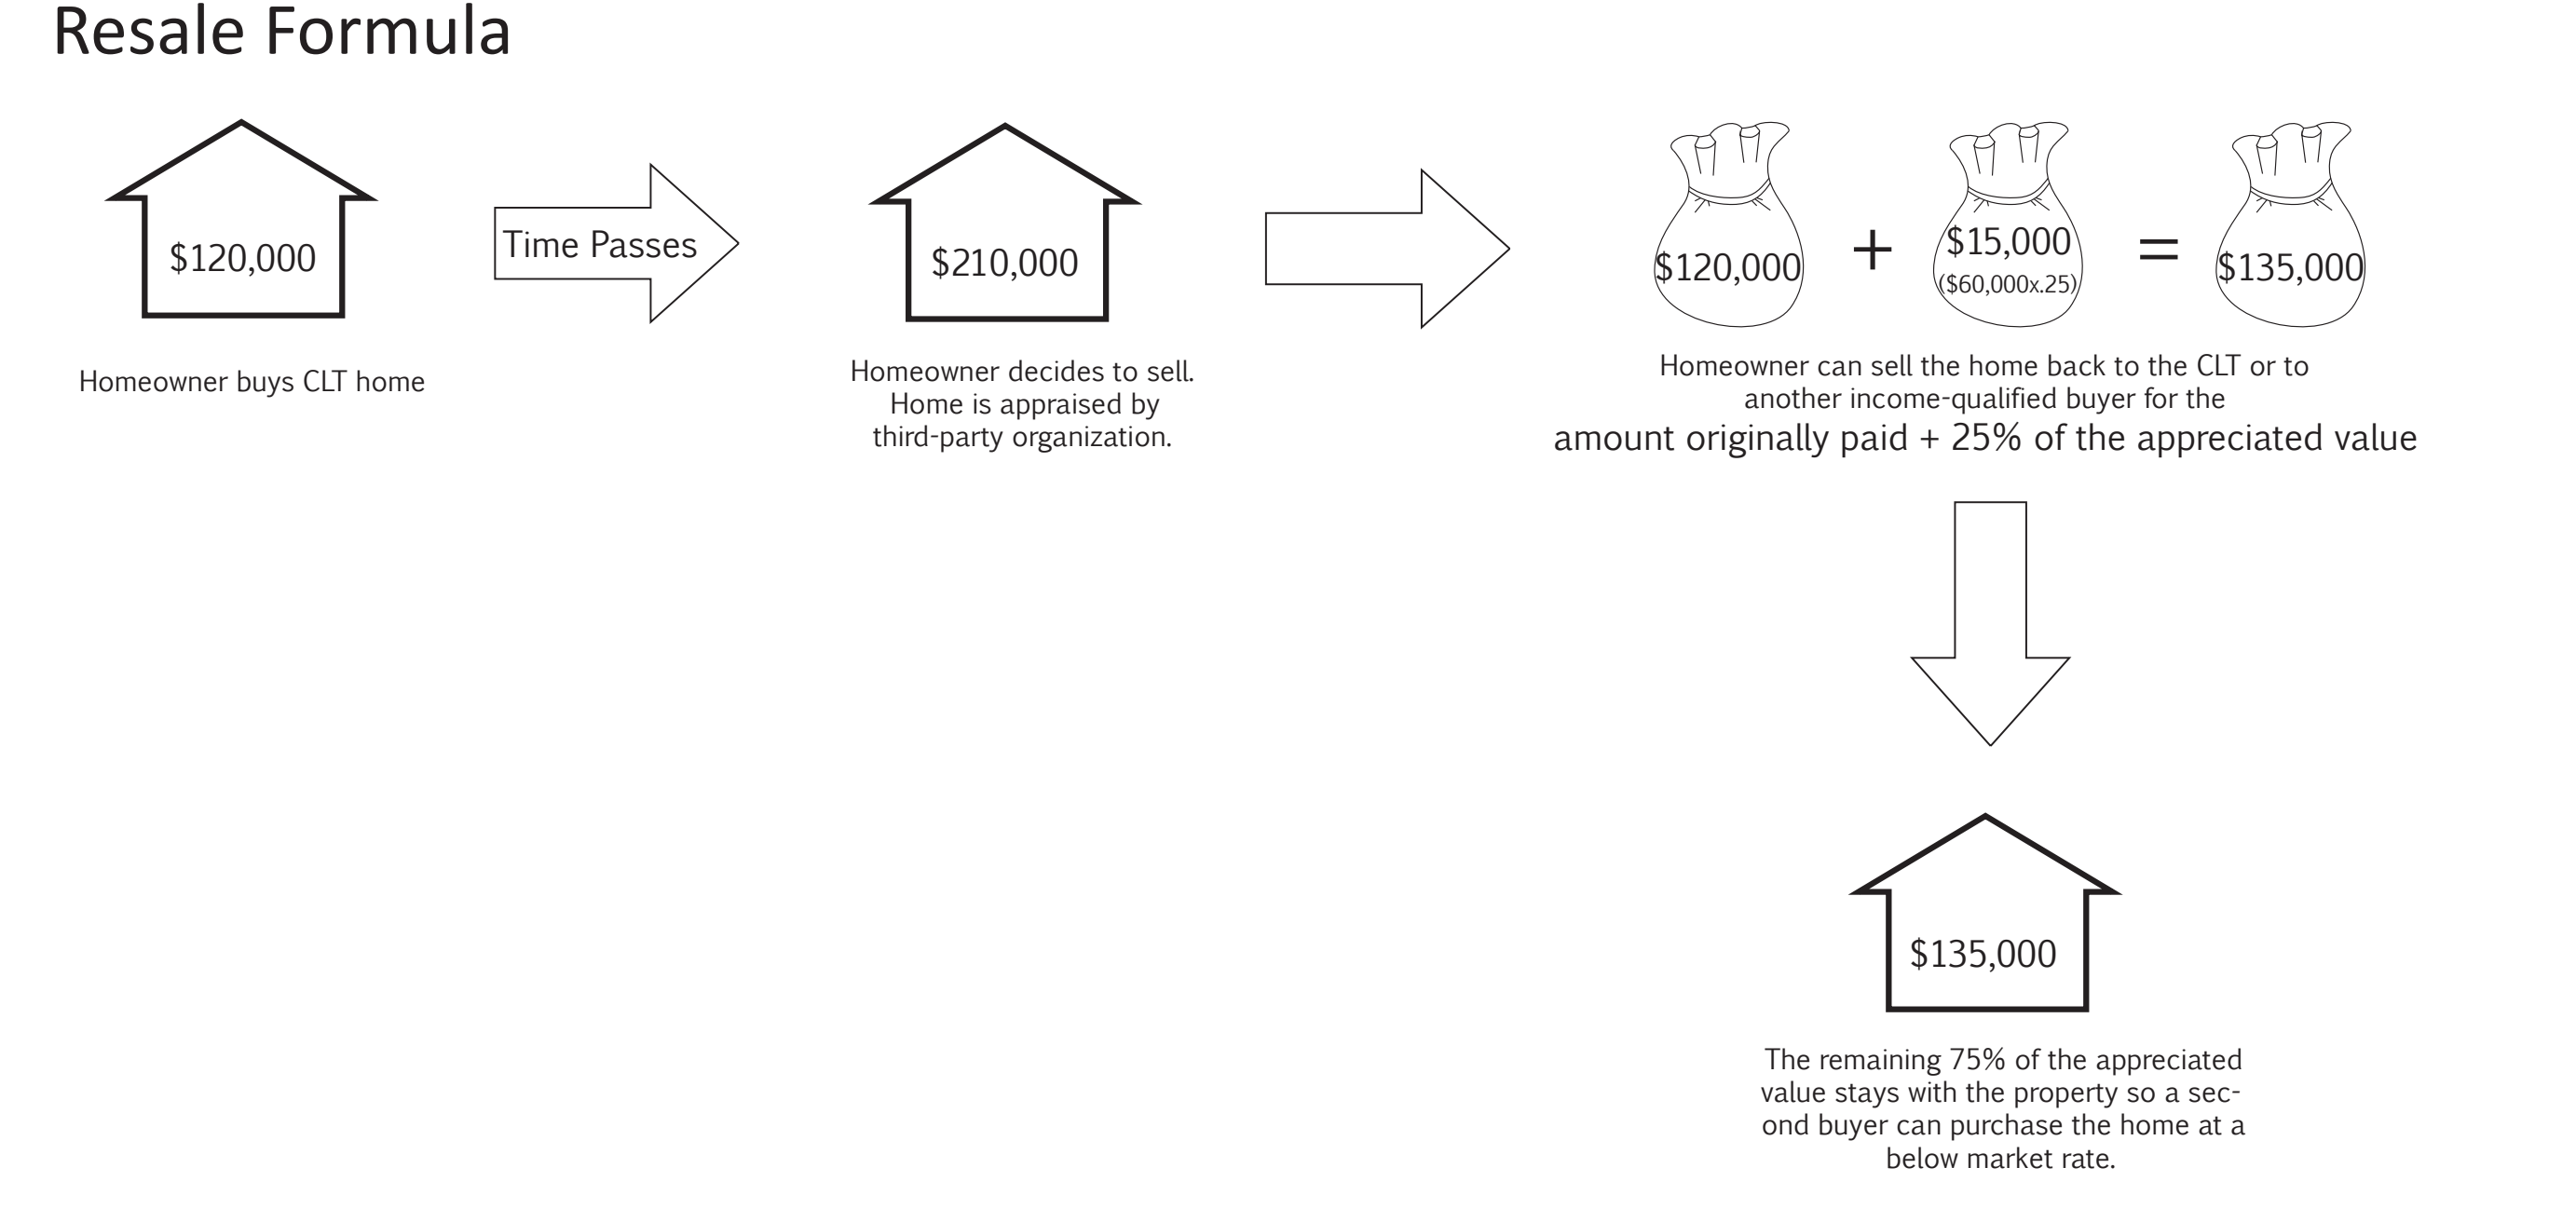 Resale Formula
$120,000
Homeowner buys CLT home
Time Passes
$210,000
Homeowner decides to sell.
Home is appraised by
third-party organization.
$120,000
+
$15,000
($60,000x.25)
=
$135,000
Homeowner can sell the home back to the CLT or to
another income-qualified buyer for the
amount originally paid + 25% of the appreciated value
$135,000
The remaining 75% of the appreciated
value stays with the property so a sec-
ond buyer can purchase the home at a
below market rate.